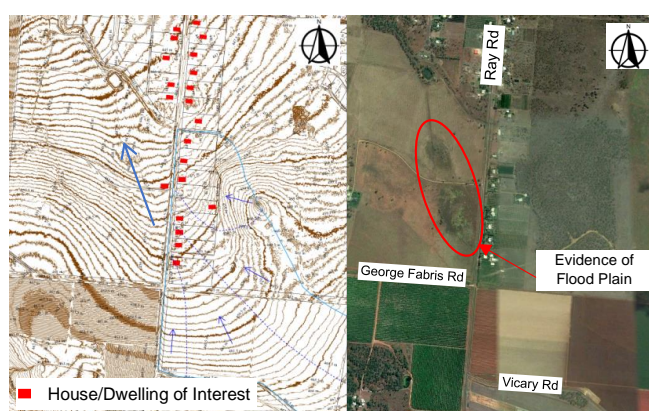 N
House/Dwelling of Interest
N
Ray Rd
Evidence of
Flood Plain
George Fabris Rd
Vicary Rd